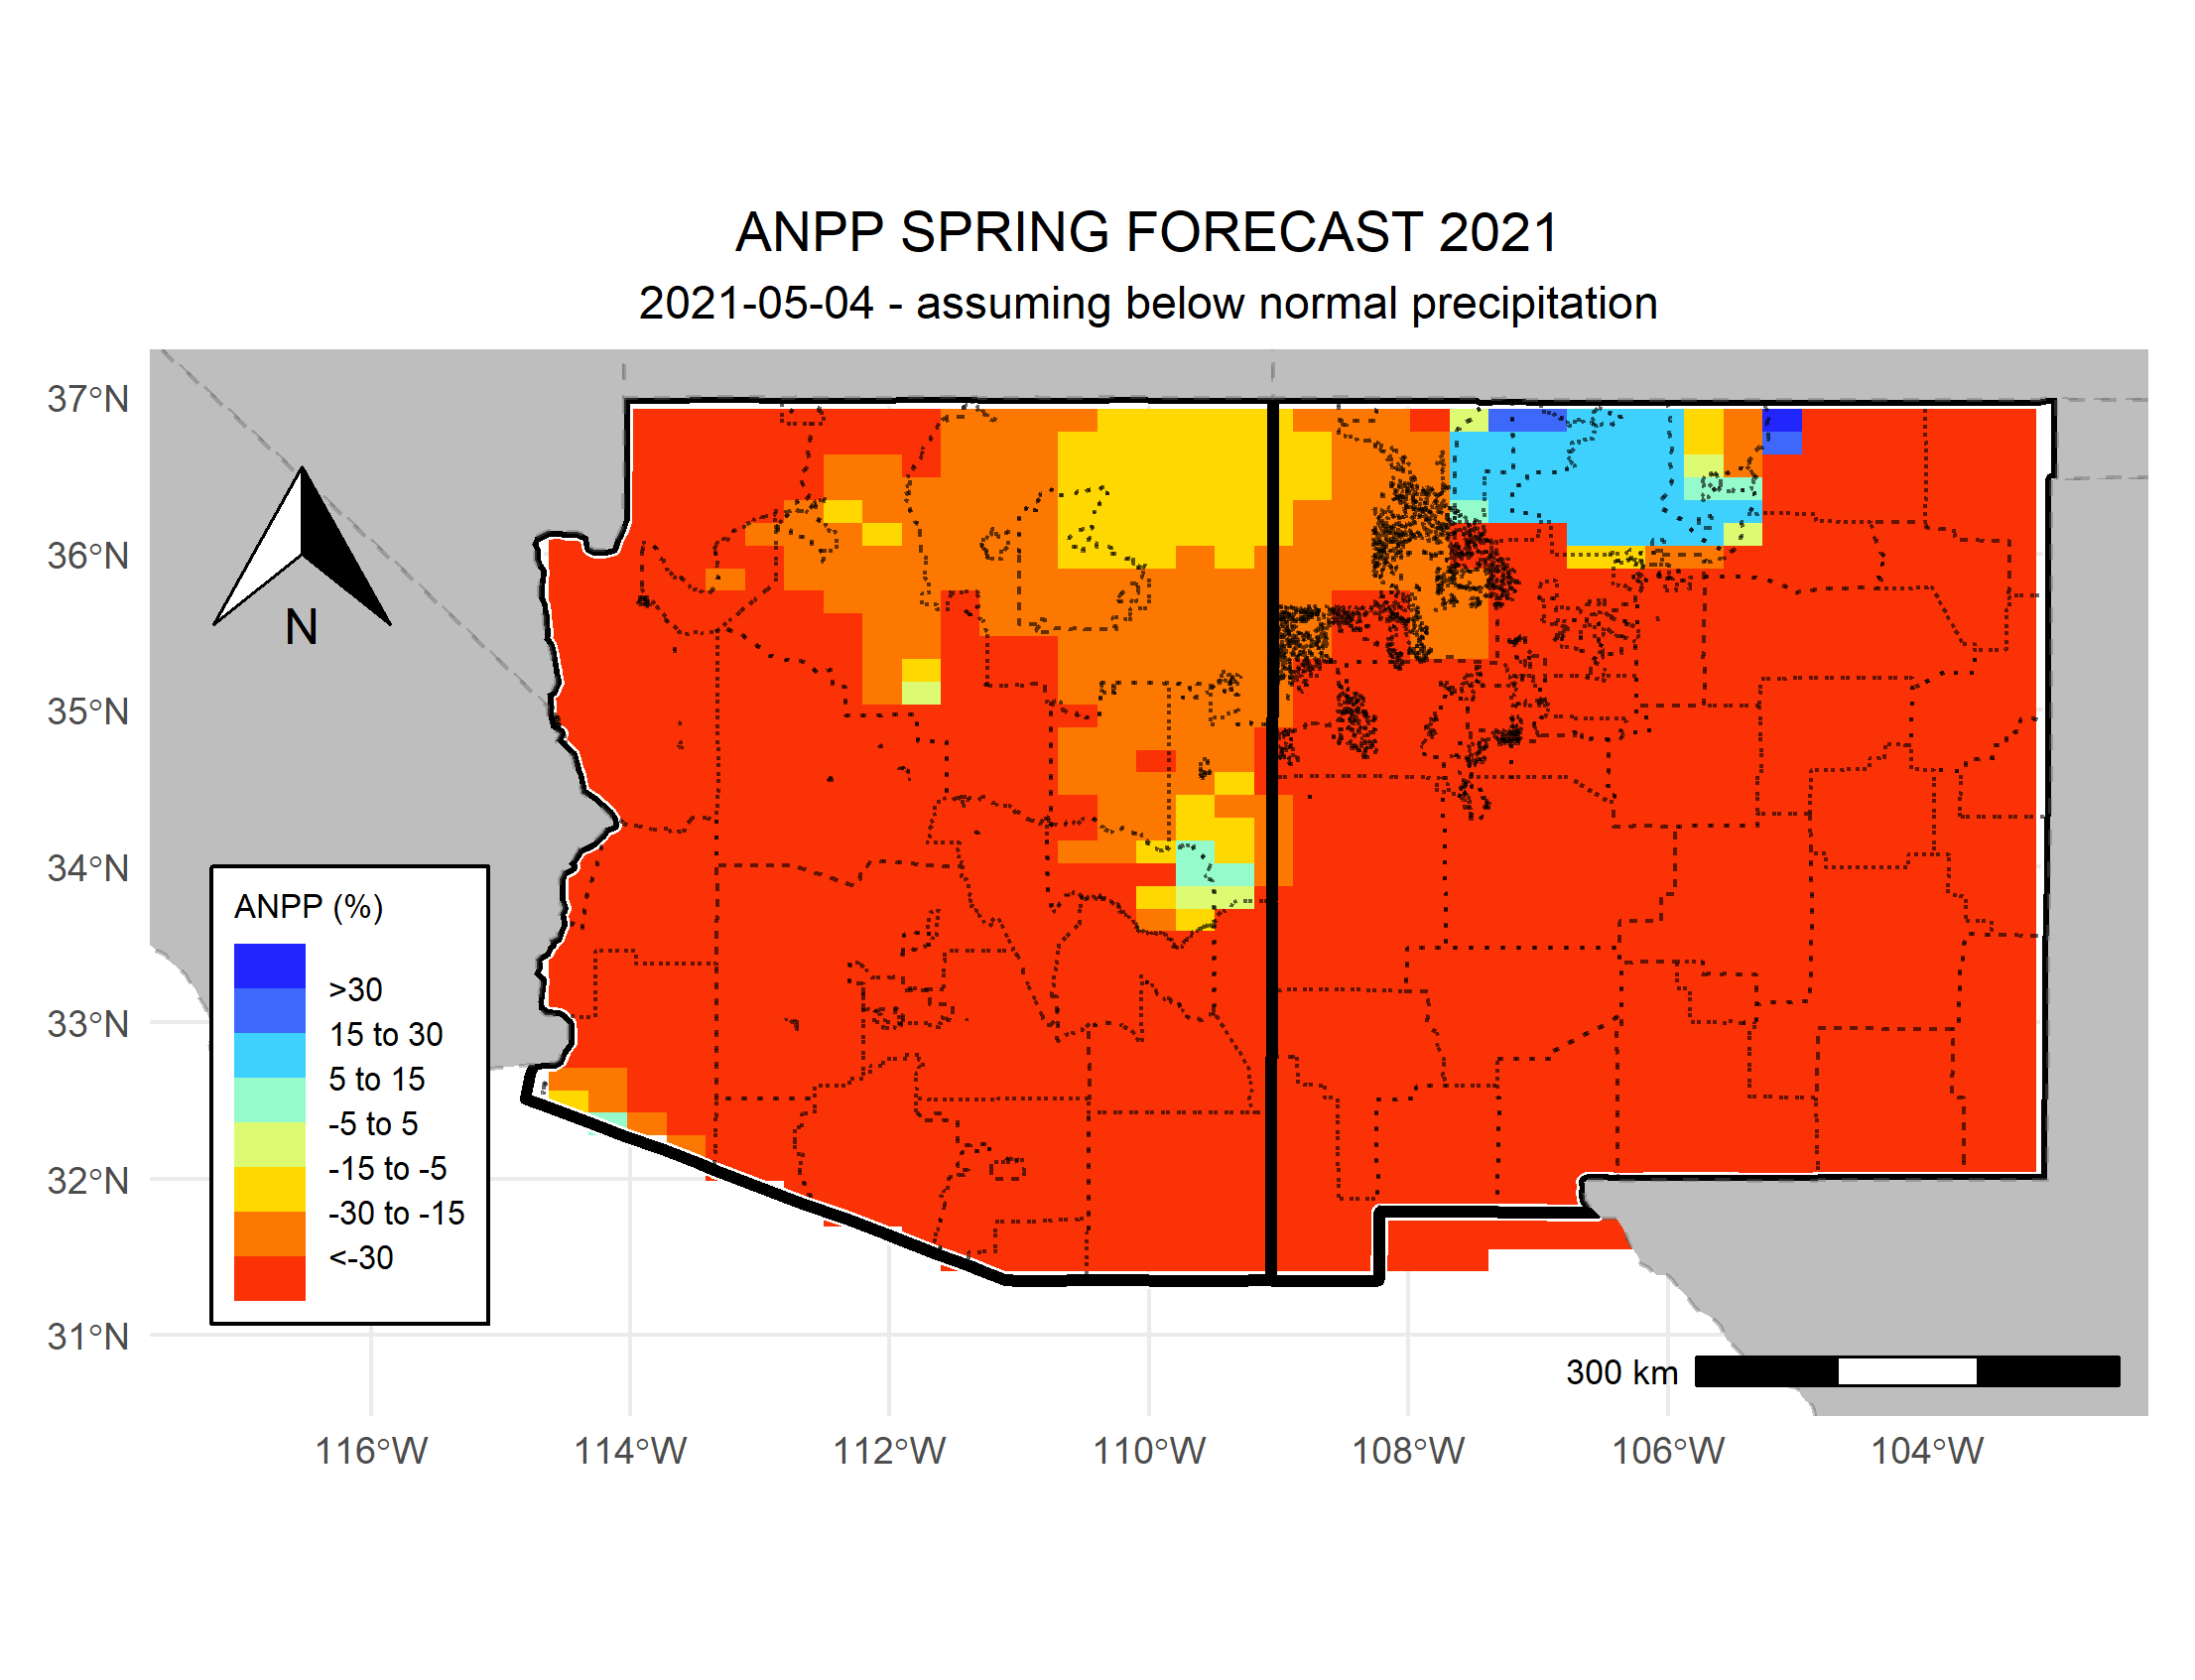 ANPP SPRING FORECAST 2021
2021-05-04 - assuming below normal precipitation
37°N
36°N
35°N
34°N
33°N
32°N
31°N
N
ANPP (%)
>30
15 to 30
5 to 15
-5 to 5
-15 to -5
-30 to -15
<-30
300 km
116°W
114°W
112°W
110°W
108°W
106°W
104°W